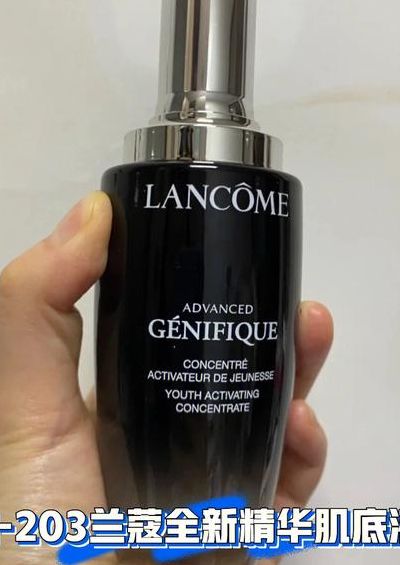 LANCÔME
ADVANCED
GÉNIFIQUE
CONCENTRÉ
ACTIVATEUR DE JEUNESSE
YOUTH ACTIVATING
CONCENTRATE
-203兰蔻全新精华肌底液